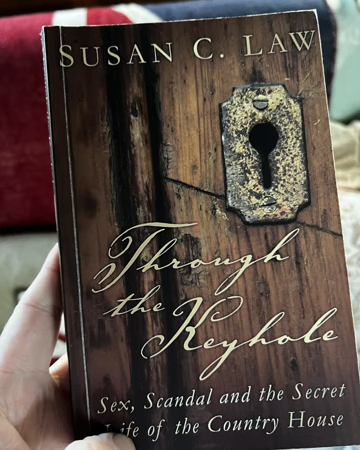 SUSAN C. LAW
Through
the
Keyhole
Sex, Scandal and the Secret
Life of the Country House